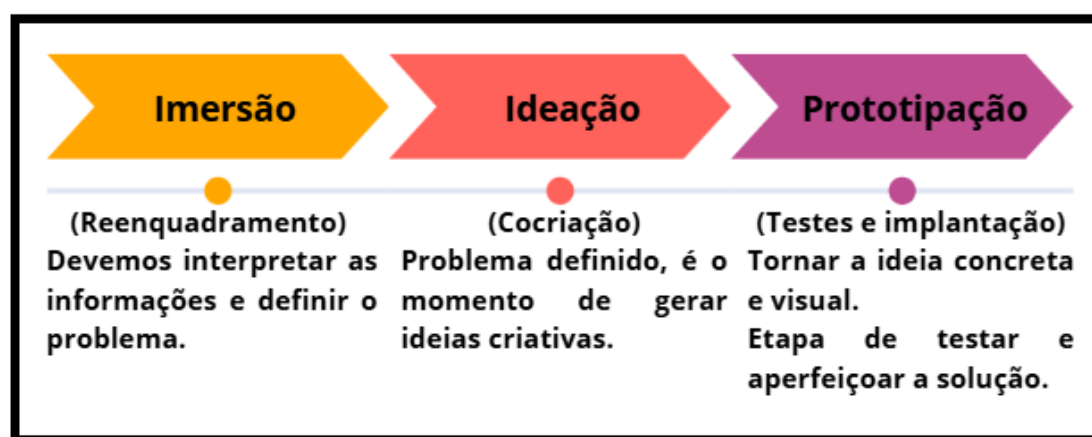 Imersão
Ideação
Prototipação
(Reenquadramento)
Devemos interpretar as
informações e definir o
problema.
(Cocriação)
Problema definido, é o
momento de gerar
ideias criativas.
(Testes e implantação)
Tornar a ideia concreta
e visual.
Etapa de testar e
aperfeiçoar a solução.